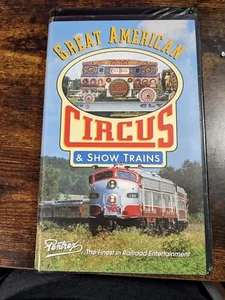 GREAT AMERICAN
CIRCUS
& SHOW TRAINS
Pentrex
...The Finest in Railroad Entertainment